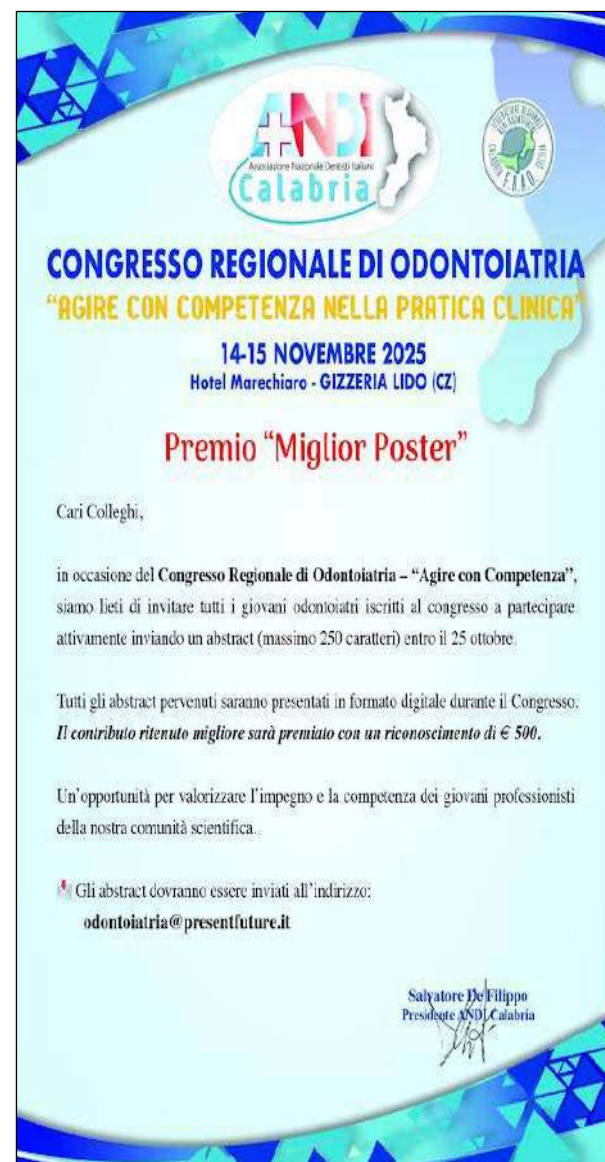 ANDI
Associazione Nazionale Dentisti Italiani
Calabria
CONGRESSO REGIONALE DI ODONTOIATRIA
“AGIRE CON COMPETENZA NELLA PRATICA CLINICA”
14-15 NOVEMBRE 2025
Hotel Marechiaro - GIZZERIA LIDO (CZ)
Premio “Miglior Poster”
Cari Colleghi,
in occasione del Congresso Regionale di Odontoiatria – “Agire con Competenza”,
siamo lieti di invitare tutti i giovani odontoiatri iscritti al congresso a partecipare
attivamente inviando un abstract (massimo 250 caratteri) entro il 25 ottobre.
Tutti gli abstract pervenuti saranno presentati in formato digitale durante il Congresso.
Il contributo ritenuto migliore sarà premiato con un riconoscimento di € 500.
Un’opportunità per valorizzare l’impegno e la competenza dei giovani professionisti
della nostra comunità scientifica.
Gli abstract dovranno essere inviati all’indirizzo:
odontoiatria@presentfuture.it
Salvatore De Filippo
Presidente ANDI Calabria